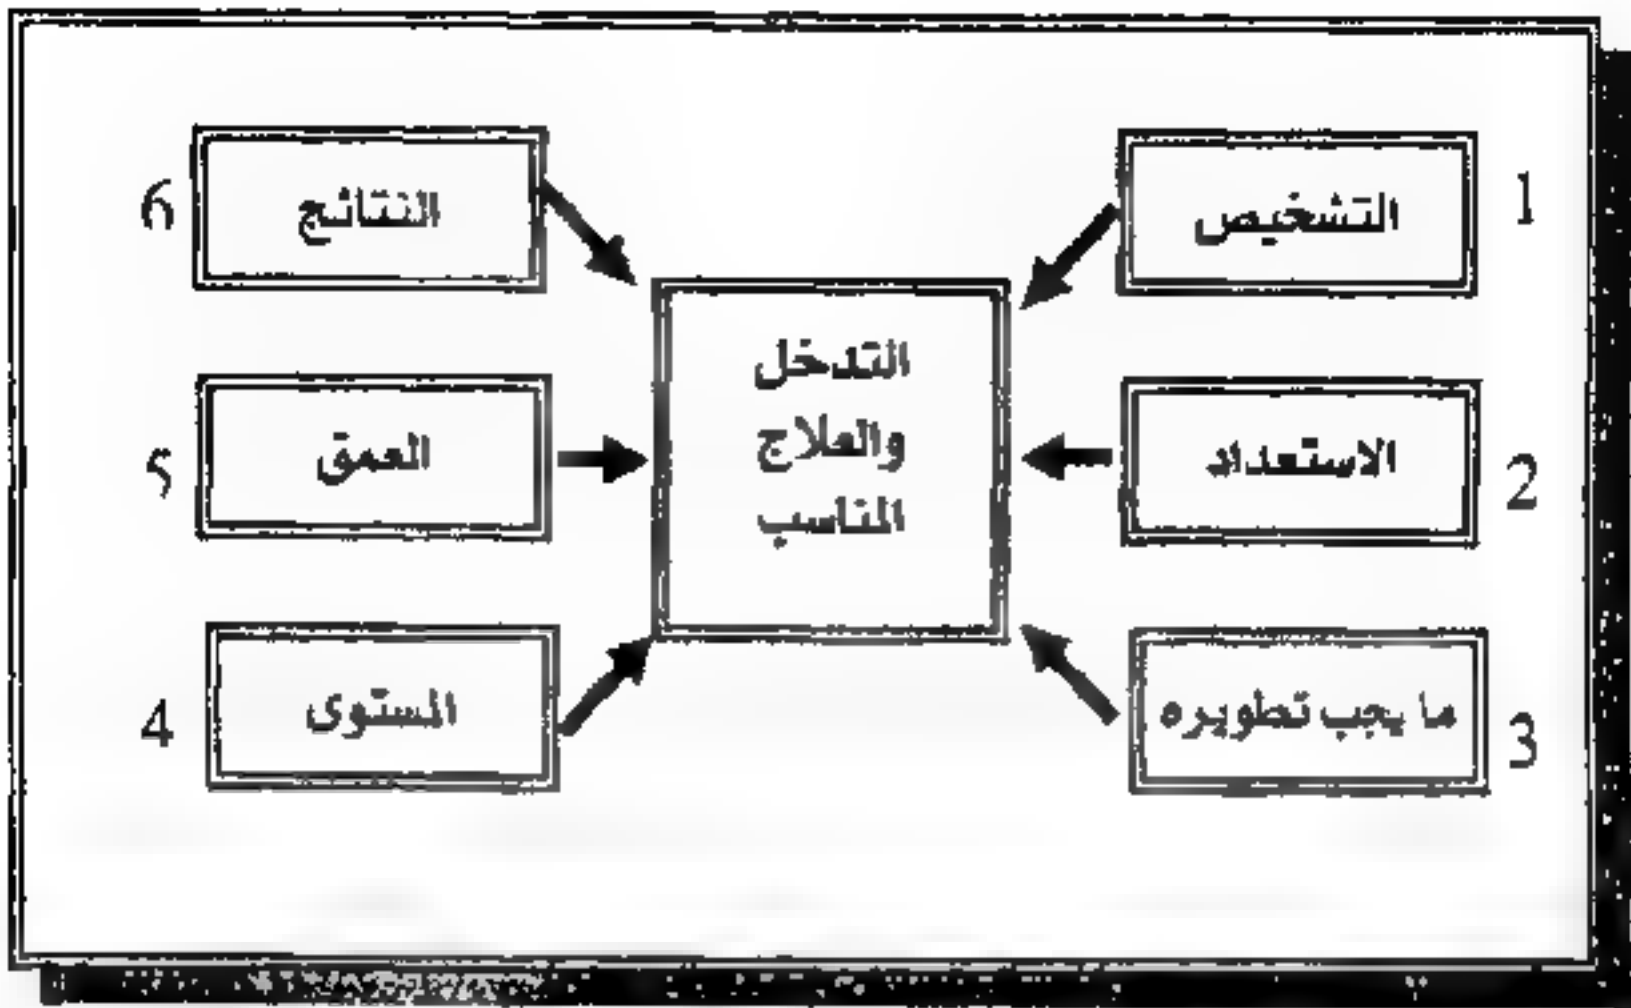 1
التشخيص
2
الاستعداد
3
ما يجب تطويره
التدخل
والعلاج
المناسب
6
النتائج
5
العمق
4
المستوى